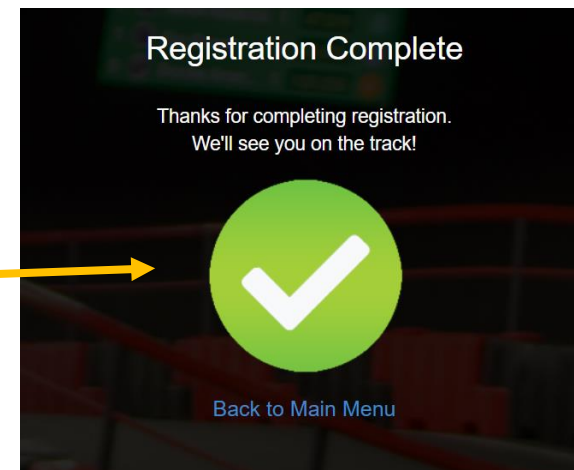 Registration Complete
Thanks for completing registration.
We'll see you on the track!
Back to Main Menu